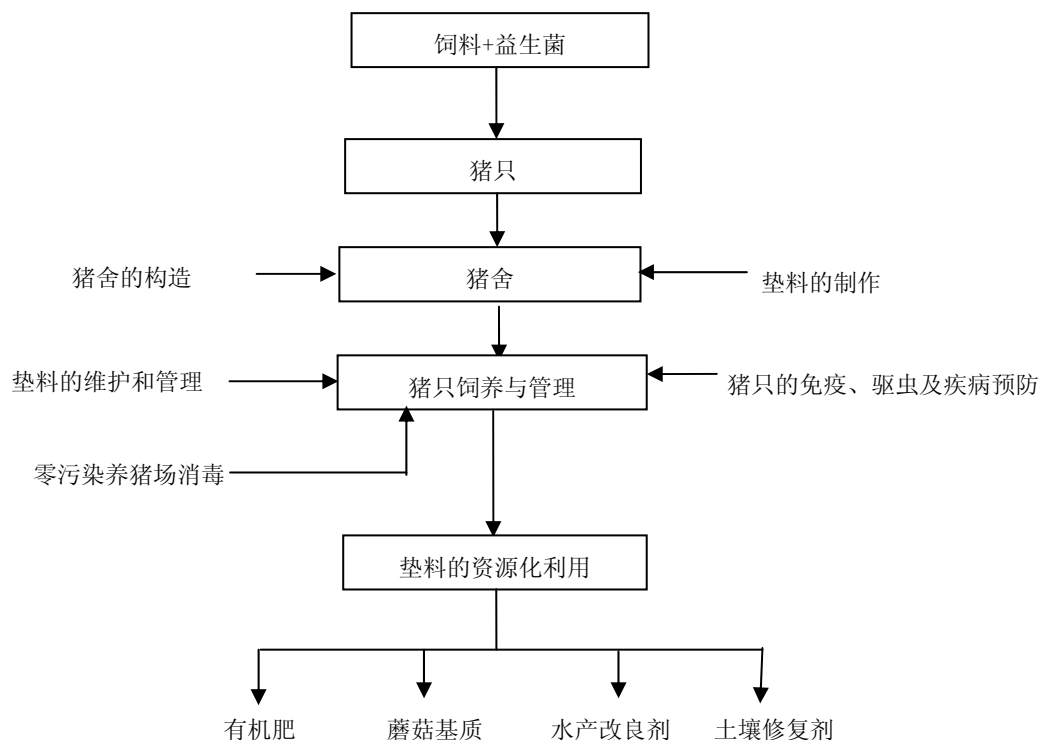 饲料+益生菌
猪只
猪舍的构造
猪舍
垫料的制作
垫料的维护和管理
猪只饲养与管理
猪只的免疫、驱虫及疾病预防
零污染养猪场消毒
垫料的资源化利用
有机肥
蘑菇基质
水产改良剂
土壤修复剂